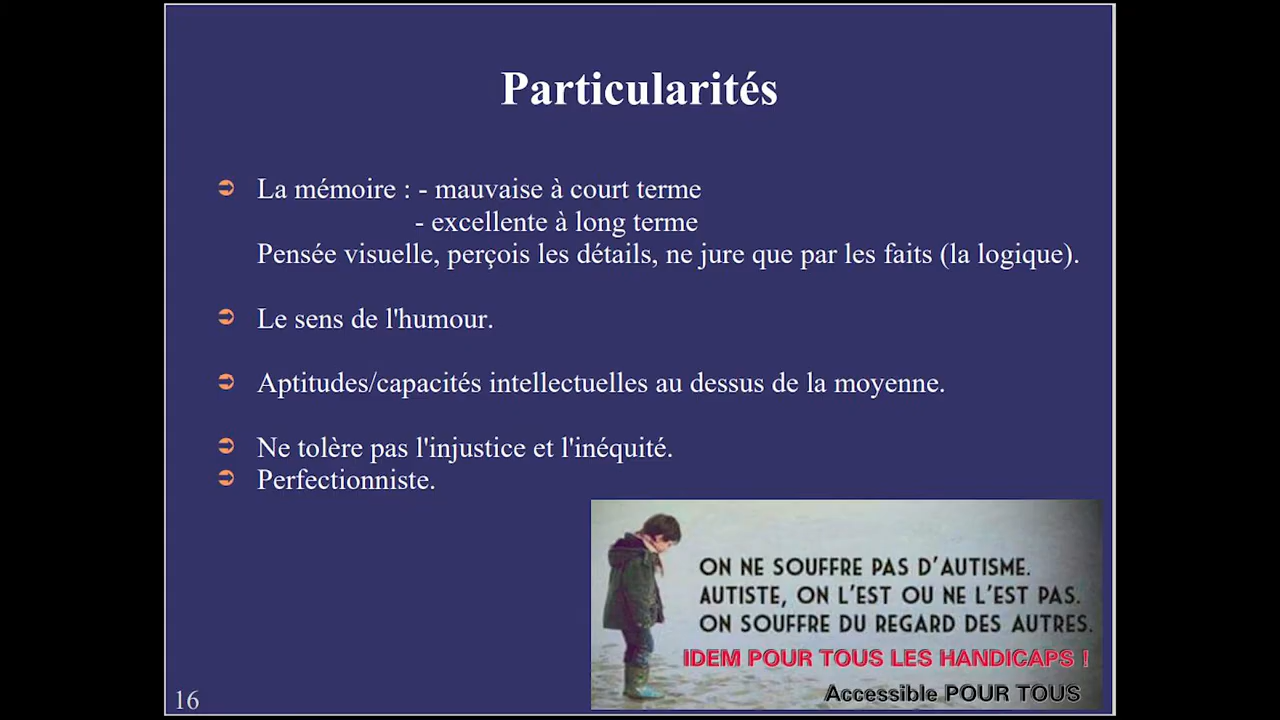 Particularités
La mémoire : - mauvaise à court terme
- excellente à long terme
Pensée visuelle, perçois les détails, ne jure que par les faits (la logique).
Le sens de l'humour.
Aptitudes/capacités intellectuelles au dessus de la moyenne.
Ne tolère pas l'injustice et l'inéquité.
Perfectionniste.
ON NE SOUFFRE PAS D'AUTISME.
AUTISTE, ON L'EST OU NE L'EST PAS.
ON SOUFFRE DU REGARD DES AUTRES.
IDEM POUR TOUS LES HANDICAPS !
Accessible POUR TOUS
16